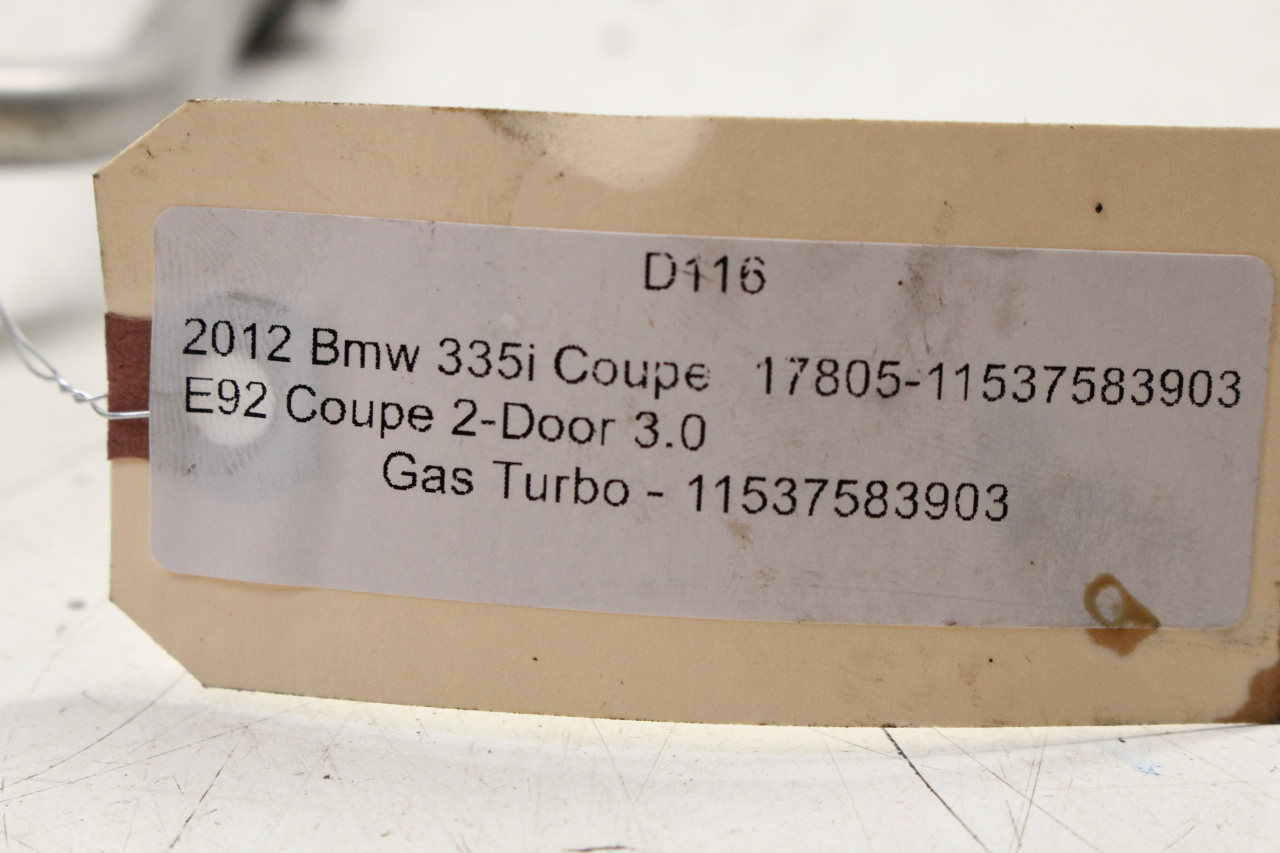 D116
2012 Bmw 335i Coupe 17805-11537583903
E92 Coupe 2-Door 3.0
Gas Turbo - 11537583903